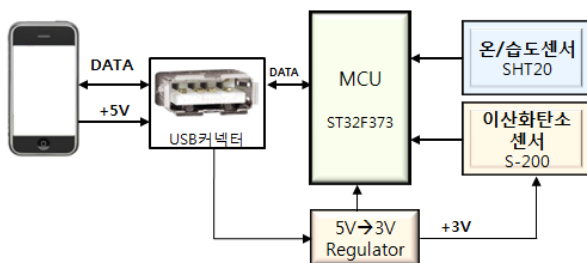 DATA
+5V
USB커넥터
DATA
MCU
ST32F373
온/습도센서
SHT20
이산화탄소
센서
S-200
5V→3V
Regulator
+3V